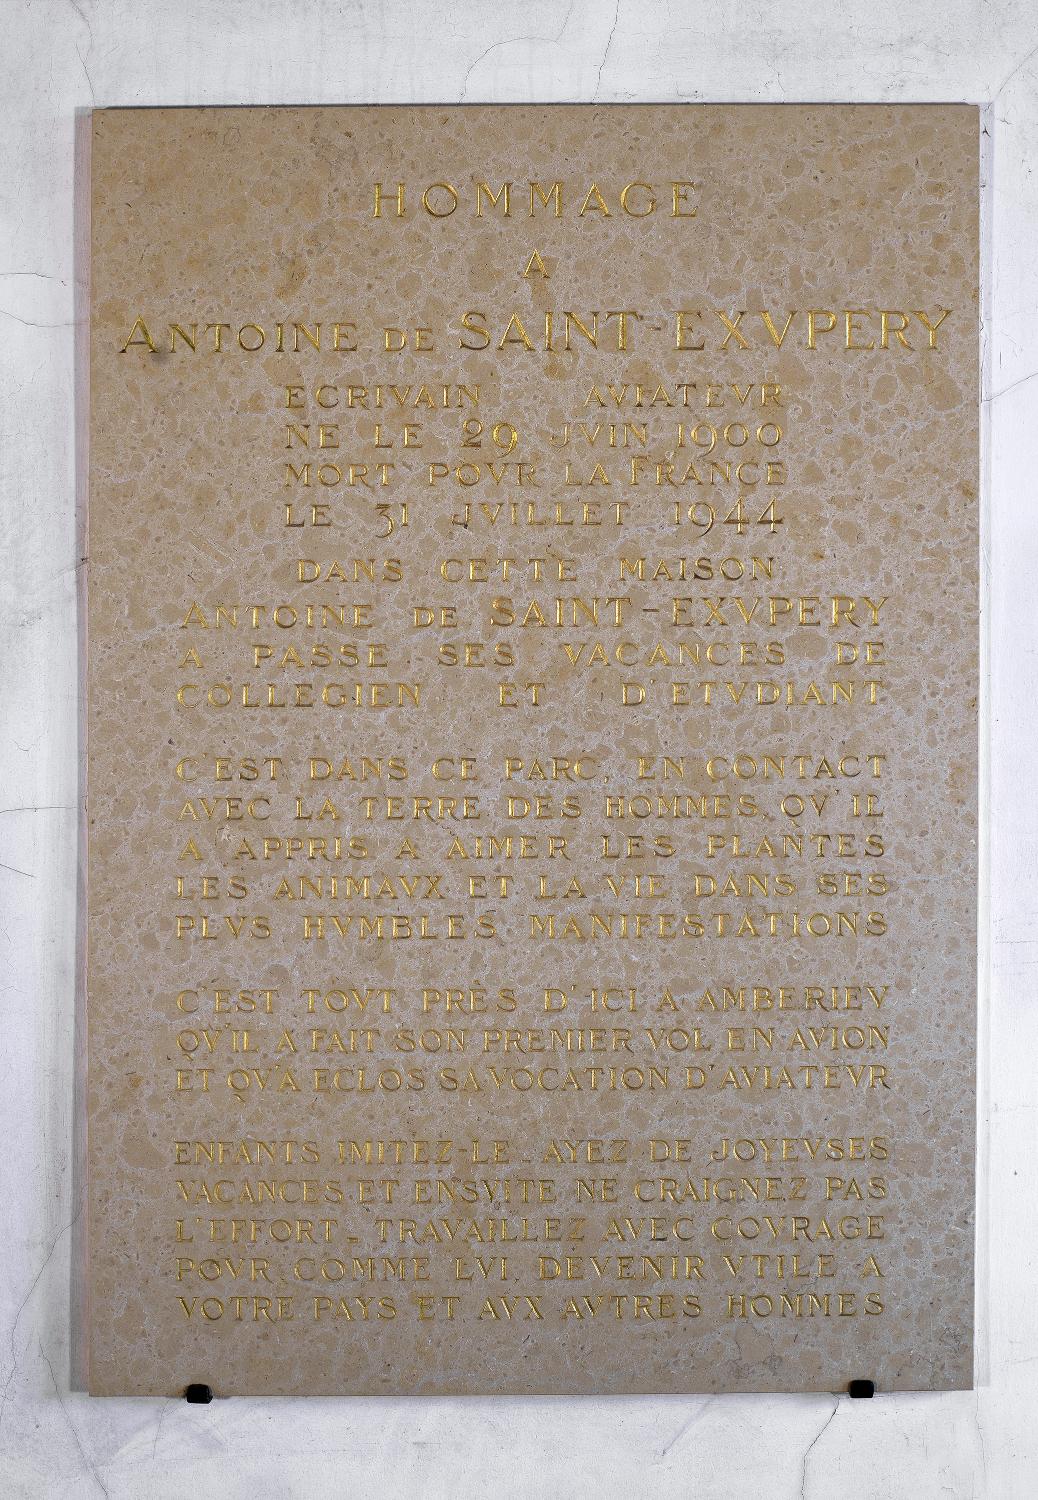 HOMMAGE
A
ANTOINE DE SAINT-EXVPERY
ECRIVAIN AVIATEVR
NE LE 29 JVIN 1900
MORT POVR LA FRANCE
LE 31 JVILLET 1944
DANS CETTE MAISON
ANTOINE DE SAINT-EXVPERY
A PASSE SES VACANCES DE
COLLEGIEN ET D'ETVDIANT
C'EST DANS CE PARC, EN CONTACT
AVEC LA TERRE DES HOMMES, QV'IL
A APPRIS A AIMER LES PLANTES
LES ANIMAVX ET LA VIE DANS SES
PLVS HVMBLES MANIFESTATIONS
C'EST TOVT PRÈS D'ICI A AMBERIEV
QV'IL A FAIT SON PREMIER VOL EN AVION
ET QV'A ECLOS SA VOCATION D'AVIATEVR
ENFANTS IMITEZ-LE _ AYEZ DE JOYEVSES
VACANCES ET ENSVITE NE CRAIGNEZ PAS
L'EFFORT _ TRAVAILLEZ AVEC COVRAGE
POVR, COMME LVI, DEVENIR VTILE A
VOTRE PAYS ET AVX AVTRES HOMMES